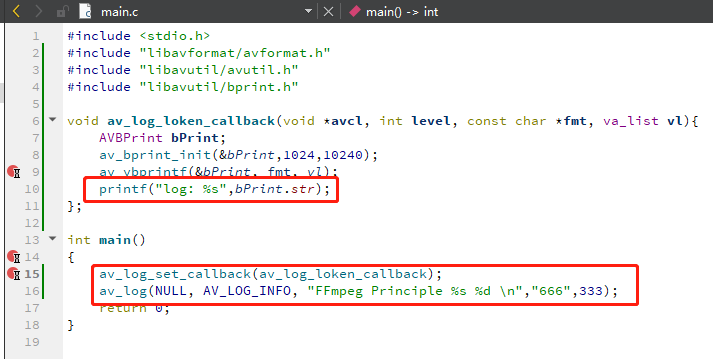 main.c main() -> int
1 #include <stdio.h>
2 #include "libavformat/avformat.h"
3 #include "libavutil/avutil.h"
4 #include "libavutil/bprint.h"
5
6 void av_log_loken_callback(void *avcl, int level, const char *fmt, va_list vl){
7 AVBPrint bPrint;
8 av_bprint_init(&bPrint,1024,10240);
9 av_vbprintf(&bPrint, fmt, vl);
10 printf("log: %s",bPrint.str);
11 };
12
13 int main()
14 {
15 av_log_set_callback(av_log_loken_callback);
16 av_log(NULL, AV_LOG_INFO, "FFmpeg Principle %s %d \n","666",333);
17 return 0;
18 }
19